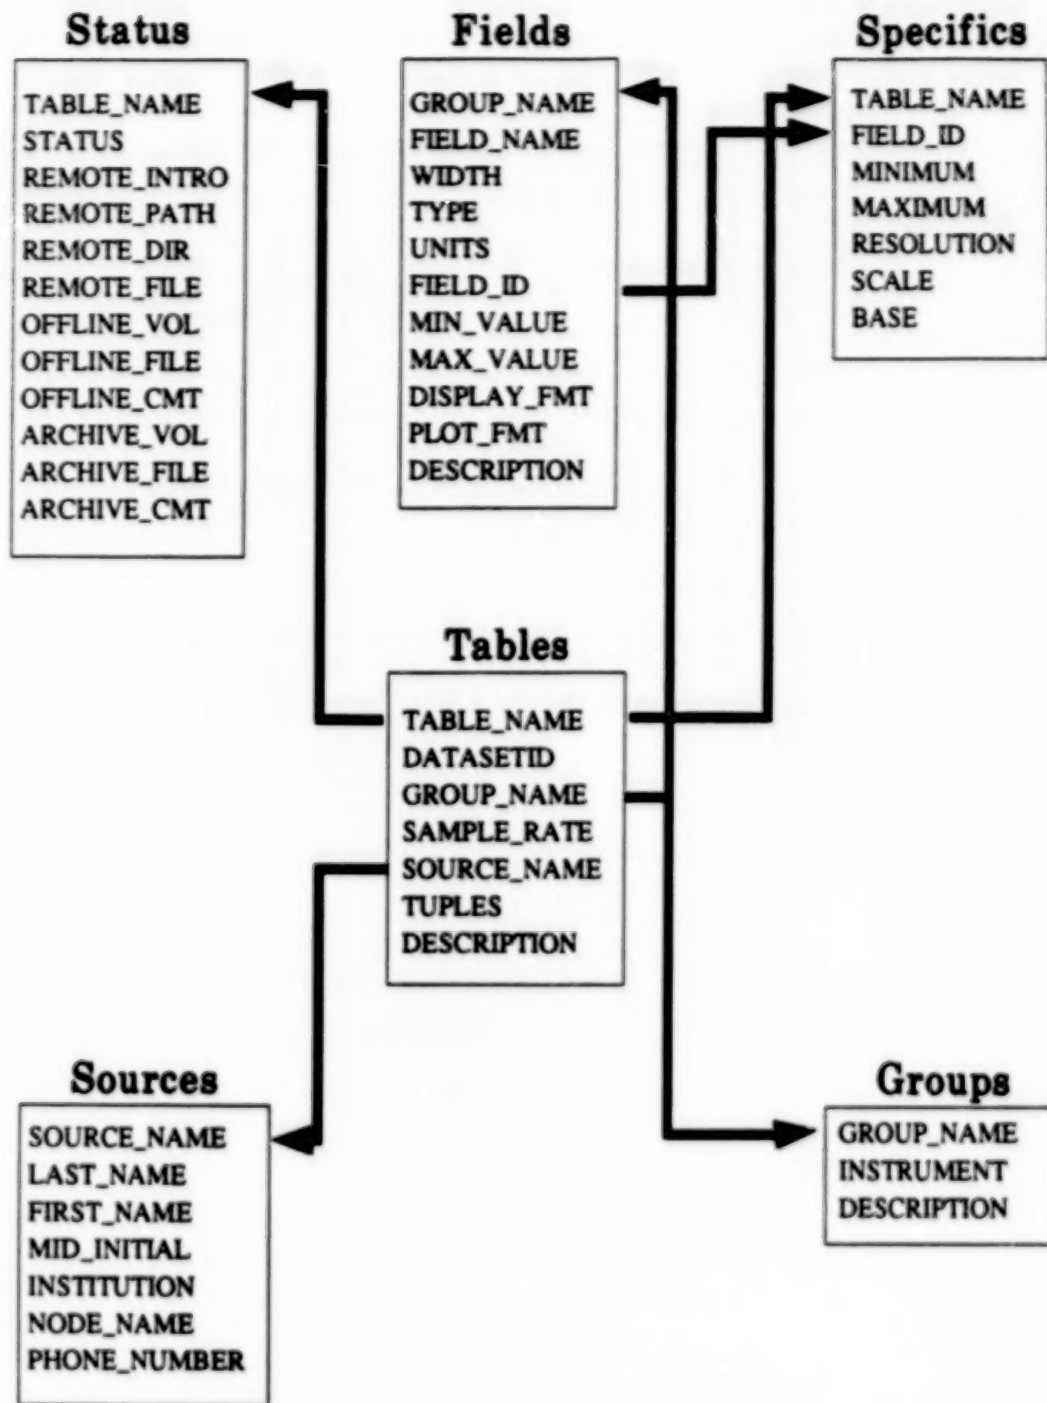 Status
TABLE_NAME
STATUS
REMOTE_INTRO
REMOTE_PATH
REMOTE_DIR
REMOTE_FILE
OFFLINE_VOL
OFFLINE_FILE
OFFLINE_CMT
ARCHIVE_VOL
ARCHIVE_FILE
ARCHIVE_CMT
Fields
GROUP_NAME
FIELD_NAME
WIDTH
TYPE
UNITS
FIELD_ID
MIN_VALUE
MAX_VALUE
DISPLAY_FMT
PLOT_FMT
DESCRIPTION
Specifics
TABLE_NAME
FIELD_ID
MINIMUM
MAXIMUM
RESOLUTION
SCALE
BASE
Tables
TABLE_NAME
DATASETID
GROUP_NAME
SAMPLE_RATE
SOURCE_NAME
TUPLES
DESCRIPTION
Sources
SOURCE_NAME
LAST_NAME
FIRST_NAME
MID_INITIAL
INSTITUTION
NODE_NAME
PHONE_NUMBER
Groups
GROUP_NAME
INSTRUMENT
DESCRIPTION